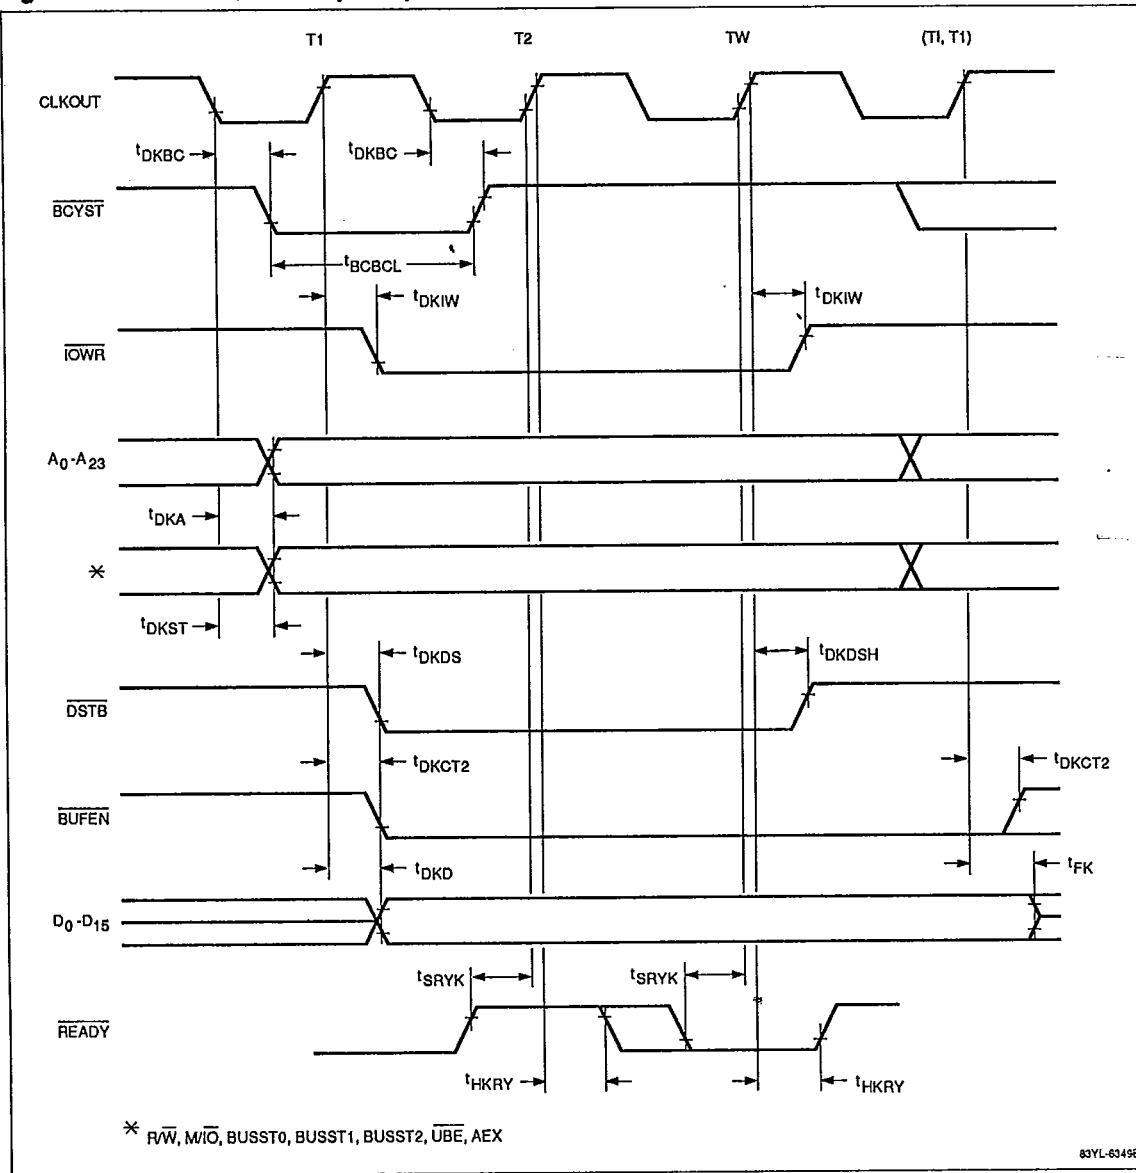 T1 T2 TW (TI, T1)
CLKOUT
tDKBC tDKBC
BCYST
tBCBCL
tDKIW tDKIW
IOWR
A0-A23
tDKA
*
tDKST
tDKDS tDKDSH
DSTB
tDKCT2 tDKCT2
BUFEN
tDKD tFK
D0-D15
tSRYK tSRYK
READY
tHKRY tHKRY
* R/W, M/IO, BUSST0, BUSST1, BUSST2, UBE, AEX